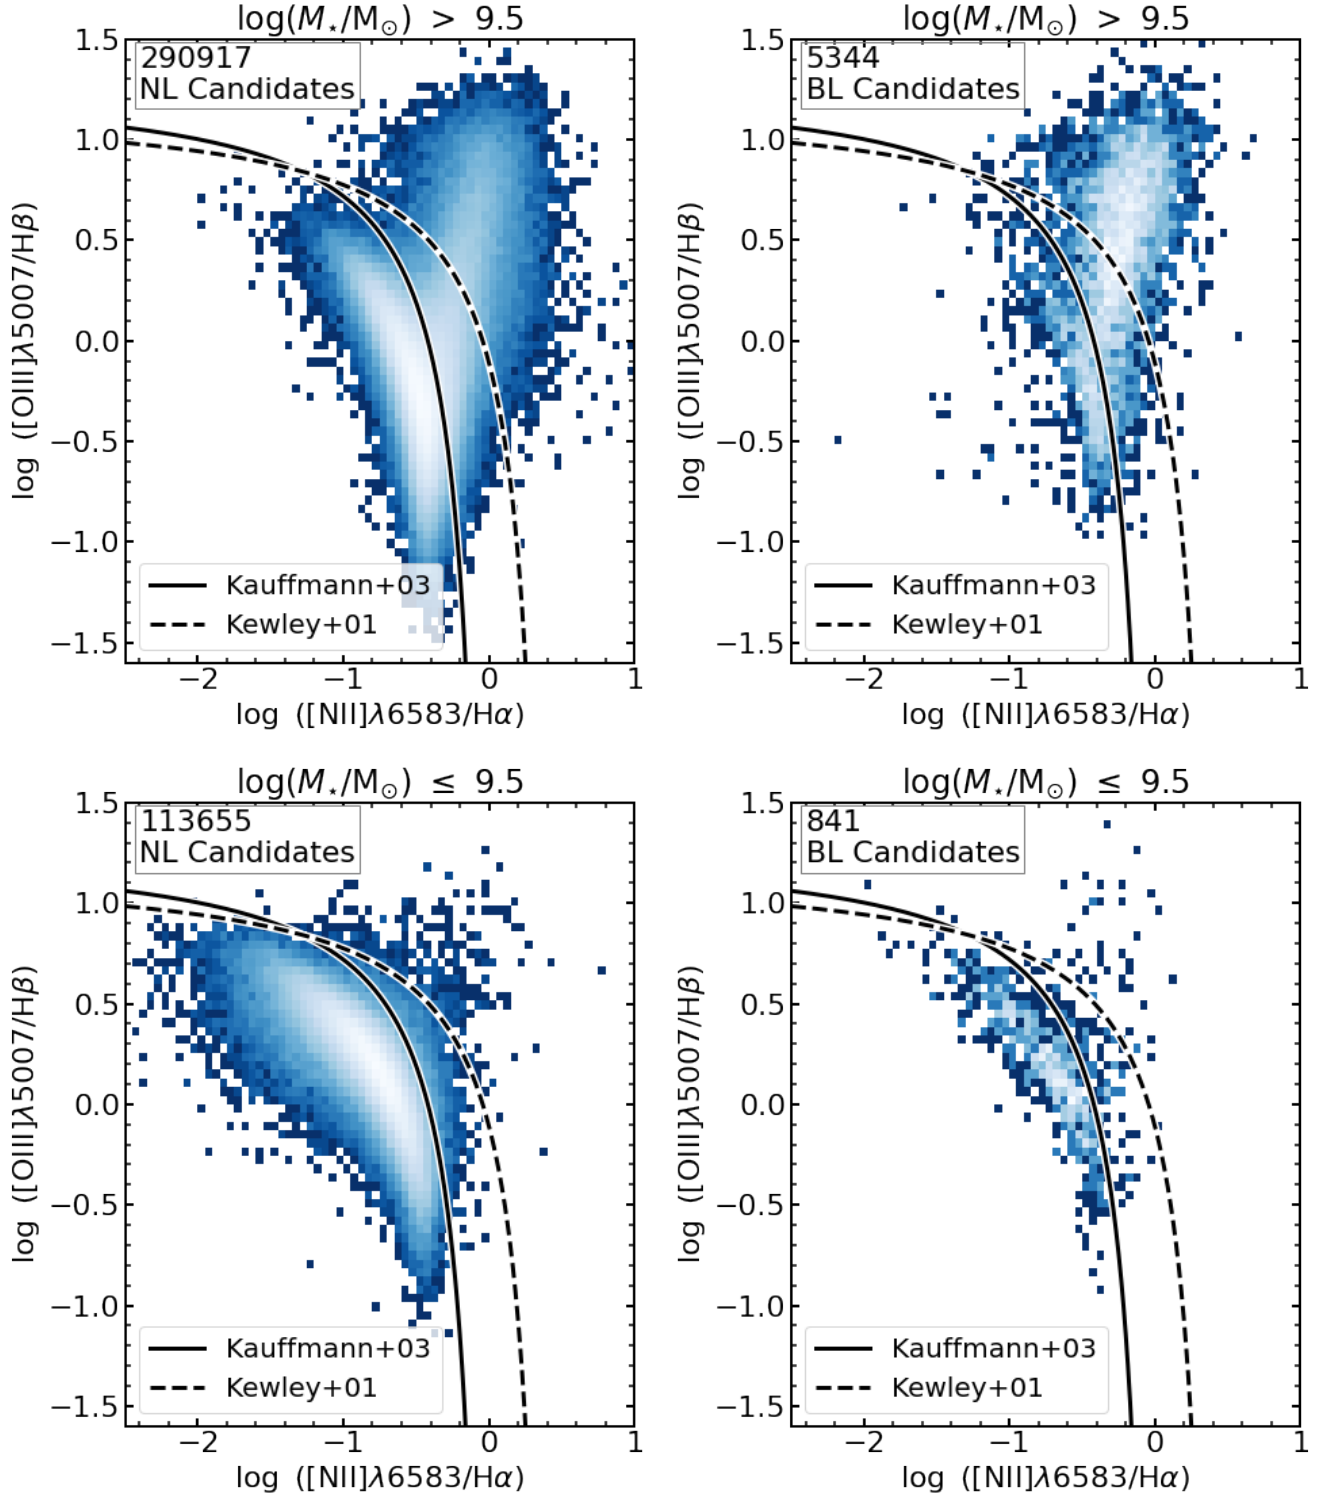 log(M⋆/M⊙) > 9.5
290917
NL Candidates
1.5
1.0
0.5
0.0
−0.5
−1.0
−1.5
log ([OIII]λ5007/Hβ)
Kauffmann+03
Kewley+01
−2 −1 0 1
log ([NII]λ6583/Hα)
log(M⋆/M⊙) > 9.5
5344
BL Candidates
1.5
1.0
0.5
0.0
−0.5
−1.0
−1.5
log ([OIII]λ5007/Hβ)
Kauffmann+03
Kewley+01
−2 −1 0 1
log ([NII]λ6583/Hα)
log(M⋆/M⊙) ≤ 9.5
113655
NL Candidates
1.5
1.0
0.5
0.0
−0.5
−1.0
−1.5
log ([OIII]λ5007/Hβ)
Kauffmann+03
Kewley+01
−2 −1 0 1
log ([NII]λ6583/Hα)
log(M⋆/M⊙) ≤ 9.5
841
BL Candidates
1.5
1.0
0.5
0.0
−0.5
−1.0
−1.5
log ([OIII]λ5007/Hβ)
Kauffmann+03
Kewley+01
−2 −1 0 1
log ([NII]λ6583/Hα)